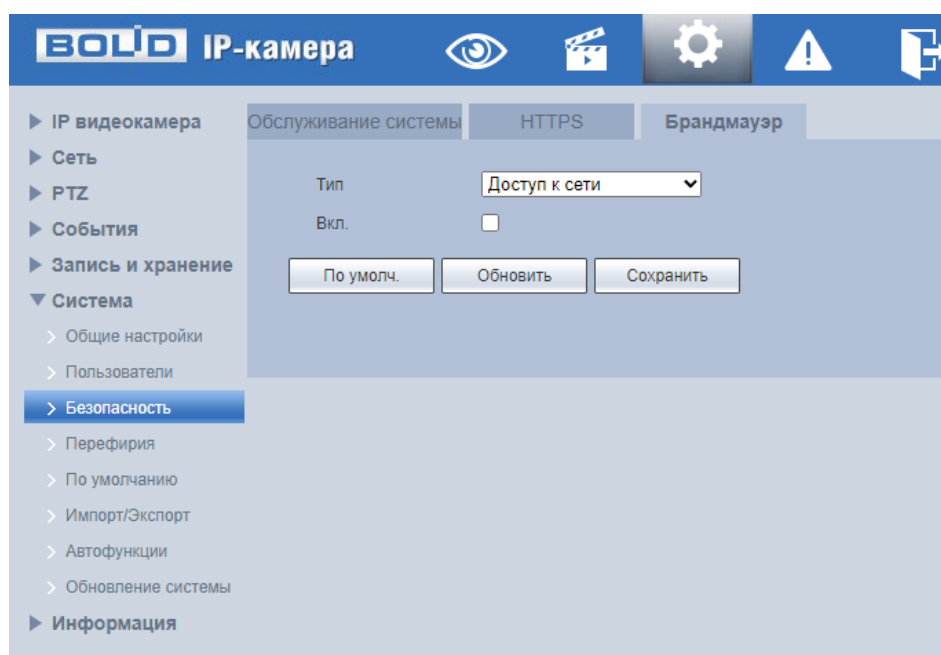 BOLID IP-камера
IP видеокамера
Сеть
PTZ
События
Запись и хранение
Система
Общие настройки
Пользователи
Безопасность
Перефирия
По умолчанию
Импорт/Экспорт
Автофункции
Обновление системы
Информация
Обслуживание системы HTTPS Брандмауэр
Тип Доступ к сети
Вкл.
По умолч. Обновить Сохранить